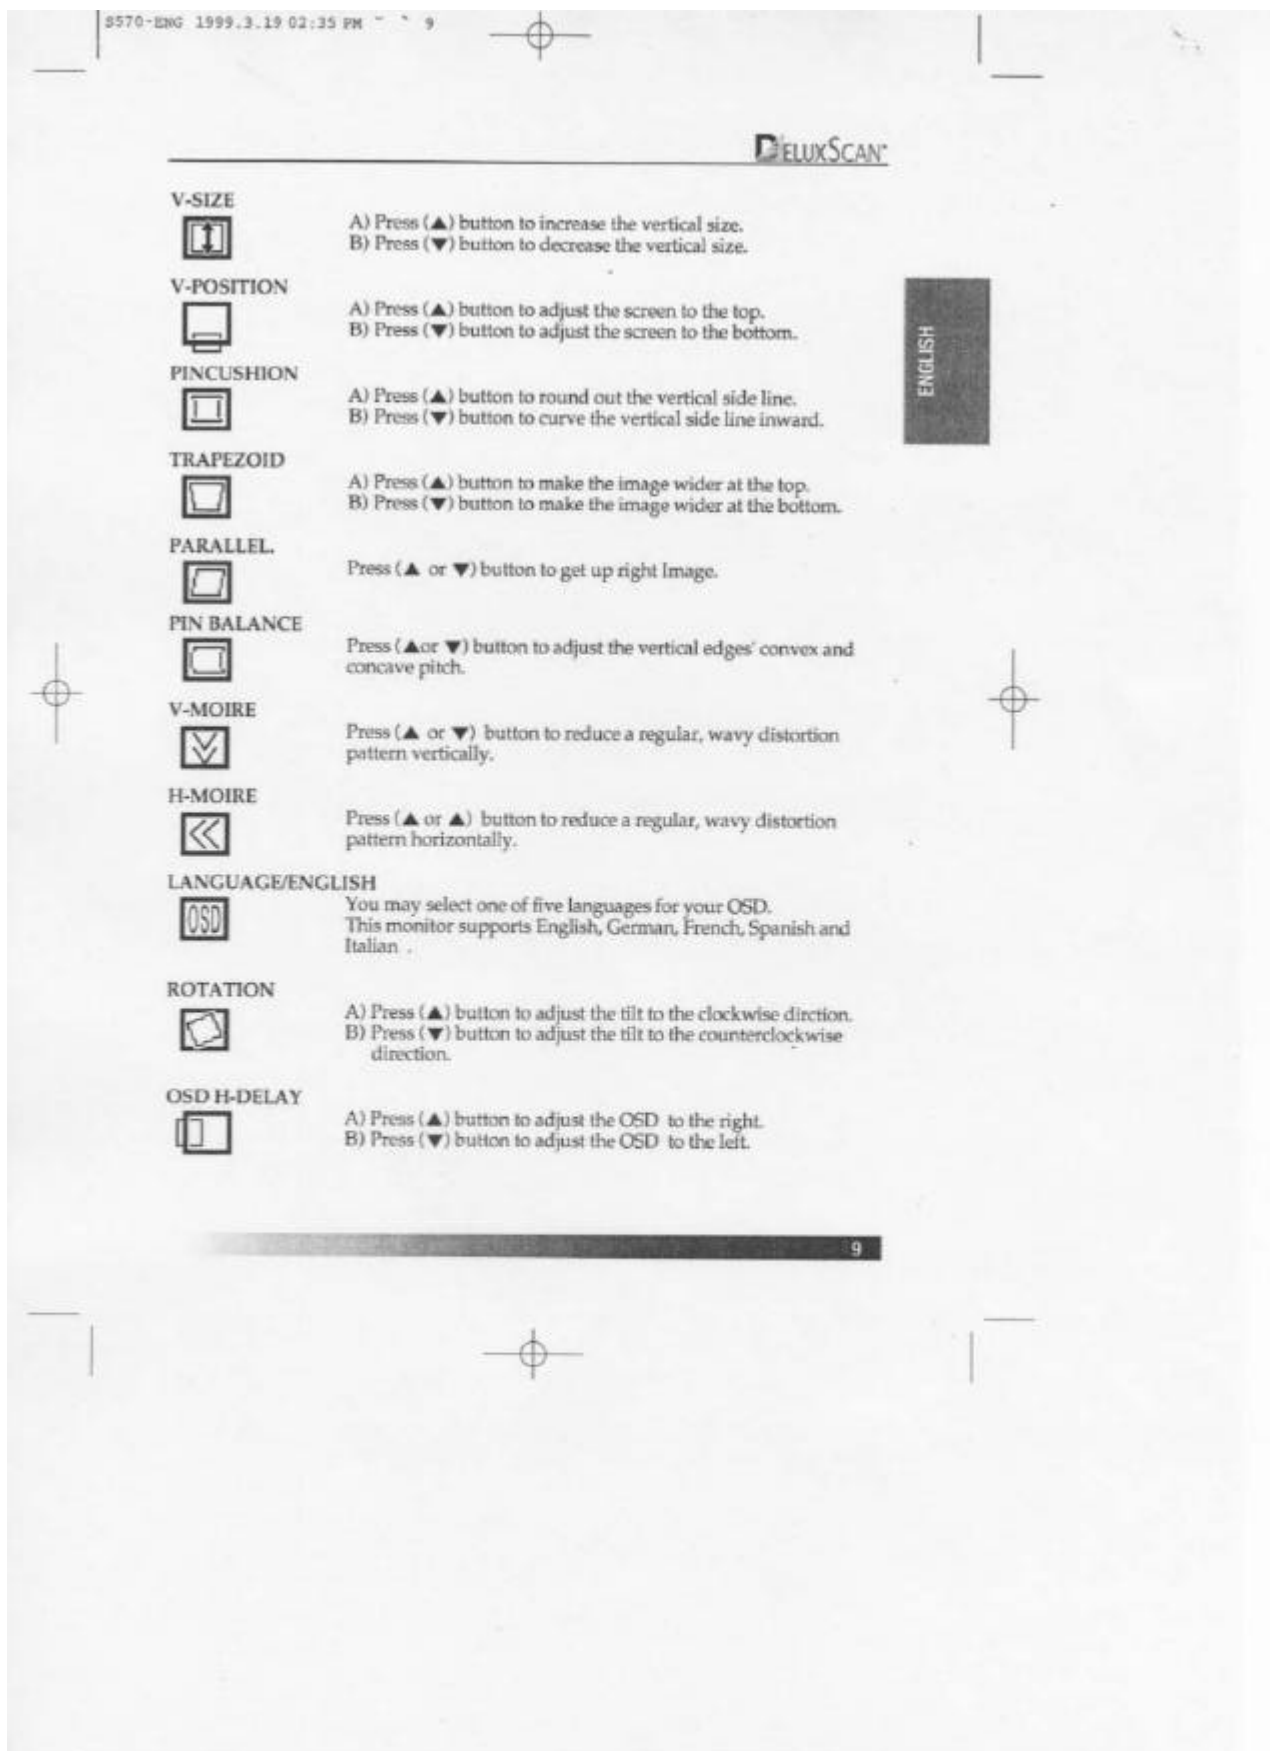 S570-ENG 1999.3.19 02:35 PM ˘ ` 9
DELUXSCAN
V-SIZE
A) Press (▲) button to increase the vertical size.
B) Press (▼) button to decrease the vertical size.
V-POSITION
A) Press (▲) button to adjust the screen to the top.
B) Press (▼) button to adjust the screen to the bottom.
ENGLISH
PINCUSHION
A) Press (▲) button to round out the vertical side line.
B) Press (▼) button to curve the vertical side line inward.
TRAPEZOID
A) Press (▲) button to make the image wider at the top.
B) Press (▼) button to make the image wider at the bottom.
PARALLEL.
Press (▲ or ▼) button to get up right Image.
PIN BALANCE
Press (▲or ▼) button to adjust the vertical edges' convex and
concave pitch.
V-MOIRE
Press (▲ or ▼) button to reduce a regular, wavy distortion
pattern vertically.
H-MOIRE
Press (▲ or ▲) button to reduce a regular, wavy distortion
pattern horizontally.
LANGUAGE/ENGLISH
OSD
You may select one of five languages for your OSD.
This monitor supports English, German, French, Spanish and
Italian .
ROTATION
A) Press (▲) button to adjust the tilt to the clockwise dirction.
B) Press (▼) button to adjust the tilt to the counterclockwise
direction.
OSD H-DELAY
A) Press (▲) button to adjust the OSD to the right.
B) Press (▼) button to adjust the OSD to the left.
9